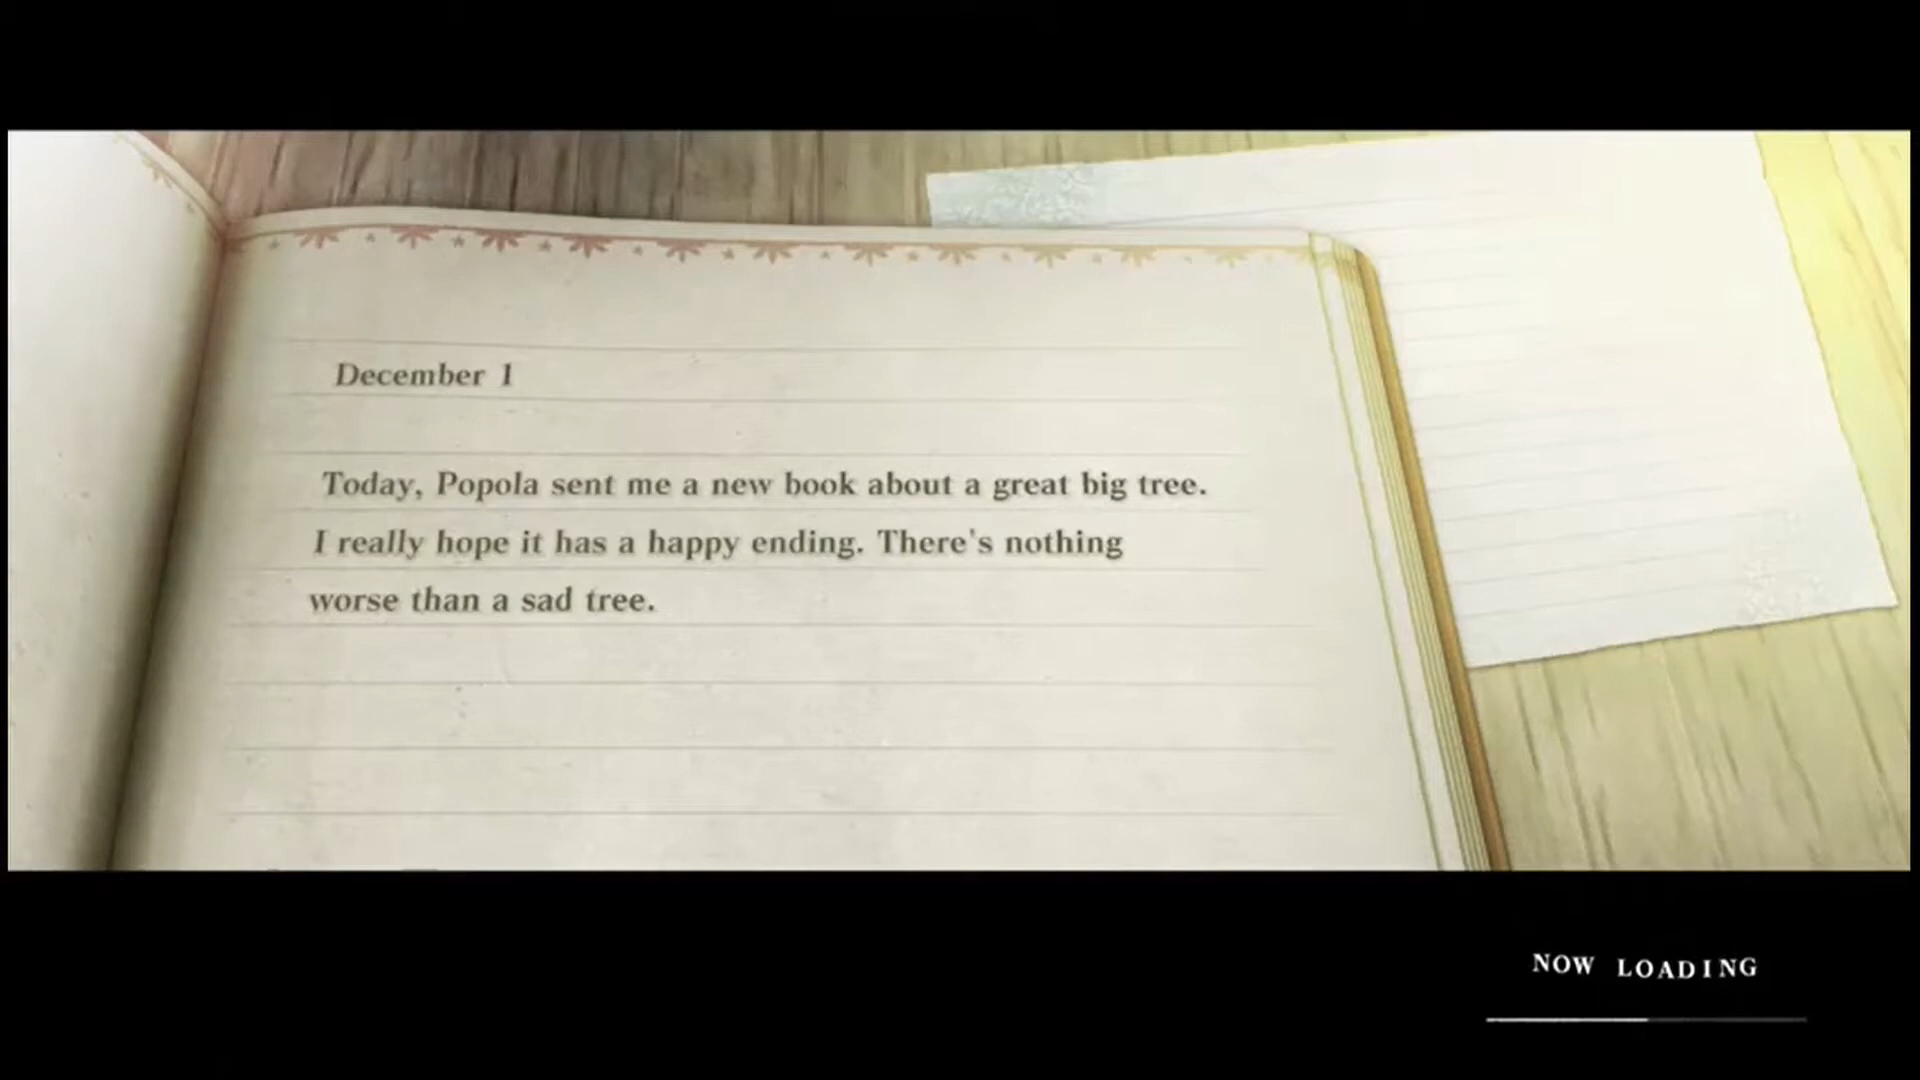 December 1
Today, Popola sent me a new book about a great big tree.
I really hope it has a happy ending. There's nothing
worse than a sad tree.
NOW LOADING